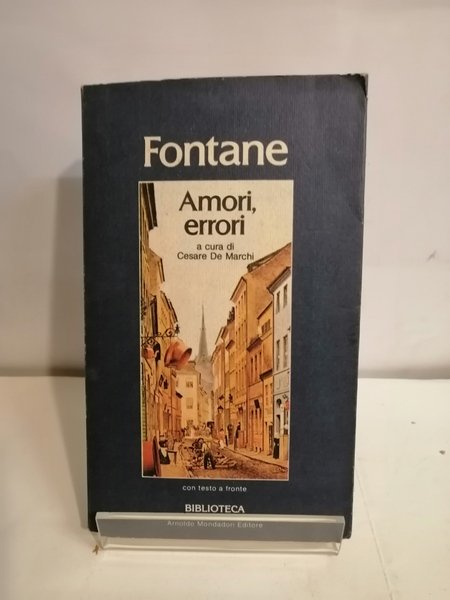 Fontane
Amori,
errori
a cura di
Cesare De Marchi
con testo a fronte
BIBLIOTECA
Arnoldo Mondadori Editore